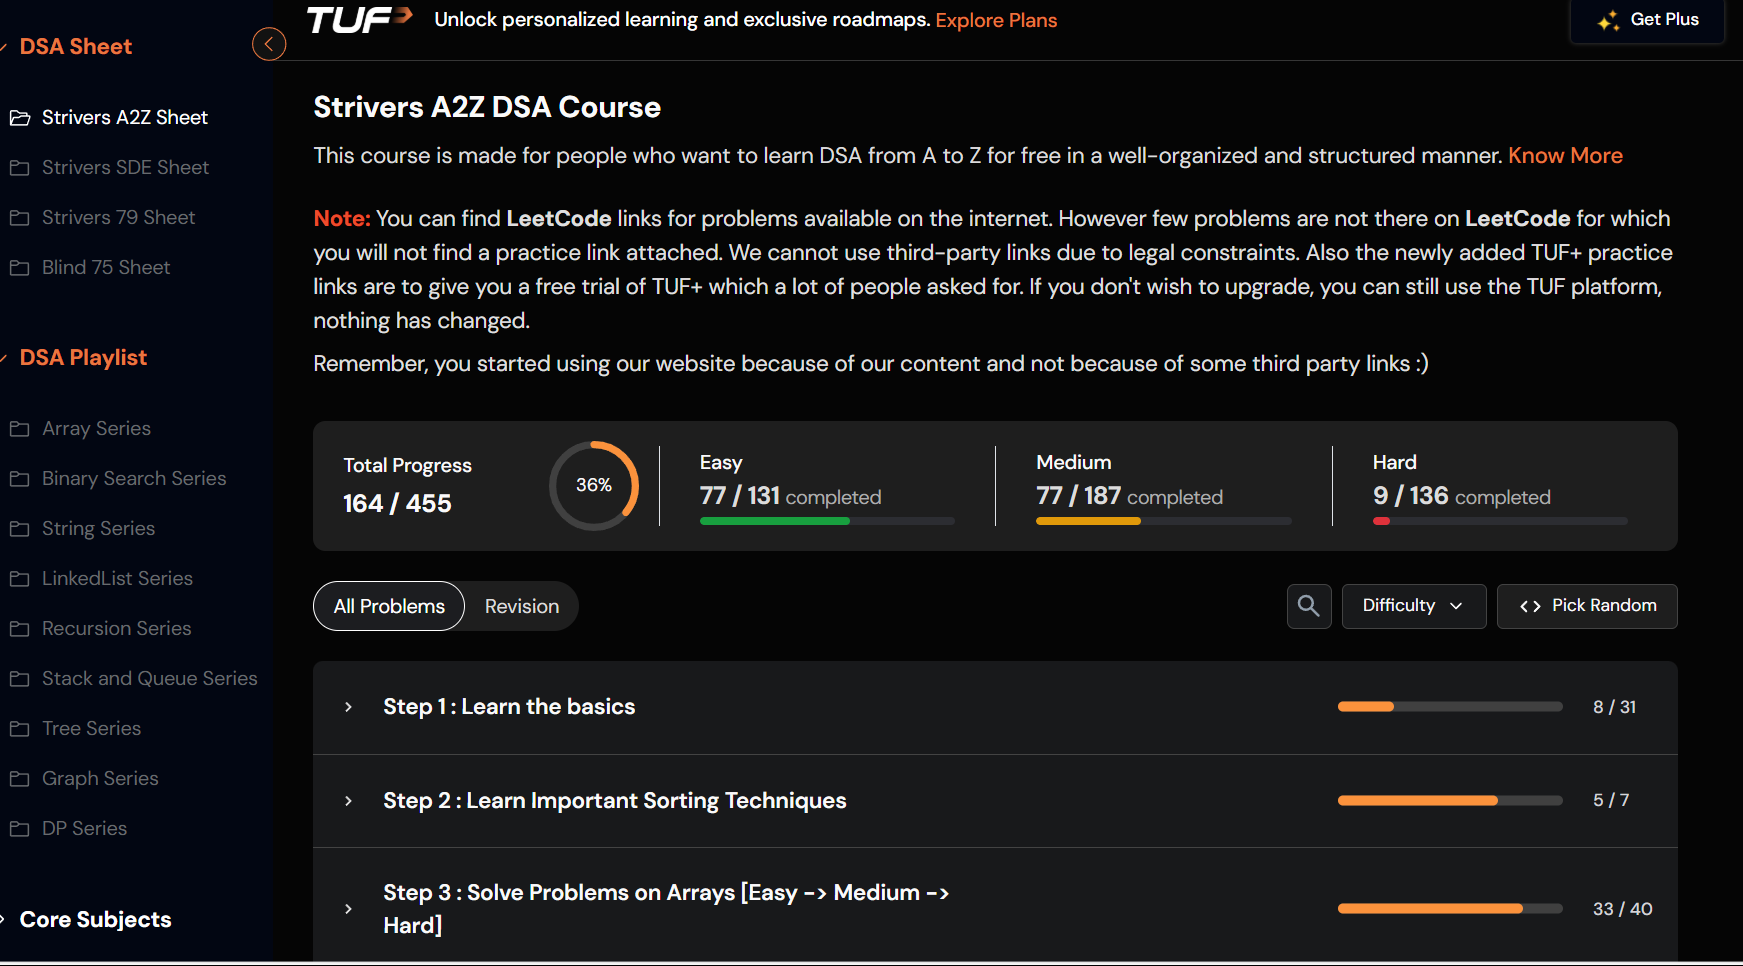 DSA Sheet
Strivers A2Z Sheet
Strivers SDE Sheet
Strivers 79 Sheet
Blind 75 Sheet
DSA Playlist
Array Series
Binary Search Series
String Series
LinkedList Series
Recursion Series
Stack and Queue Series
Tree Series
Graph Series
DP Series
Core Subjects
TUF
Unlock personalized learning and exclusive roadmaps. Explore Plans
Get Plus
Strivers A2Z DSA Course
This course is made for people who want to learn DSA from A to Z for free in a well-organized and structured manner. Know More
Note: You can find LeetCode links for problems available on the internet. However few problems are not there on LeetCode for which
you will not find a practice link attached. We cannot use third-party links due to legal constraints. Also the newly added TUF+ practice
links are to give you a free trial of TUF+ which a lot of people asked for. If you don't wish to upgrade, you can still use the TUF platform,
nothing has changed.
Remember, you started using our website because of our content and not because of some third party links :)
Total Progress
164 / 455
36%
Easy
77 / 131 completed
Medium
77 / 187 completed
Hard
9 / 136 completed
All Problems
Revision
Difficulty
Pick Random
Step 1 : Learn the basics
8 / 31
Step 2 : Learn Important Sorting Techniques
5 / 7
Step 3 : Solve Problems on Arrays [Easy -> Medium ->
Hard]
33 / 40